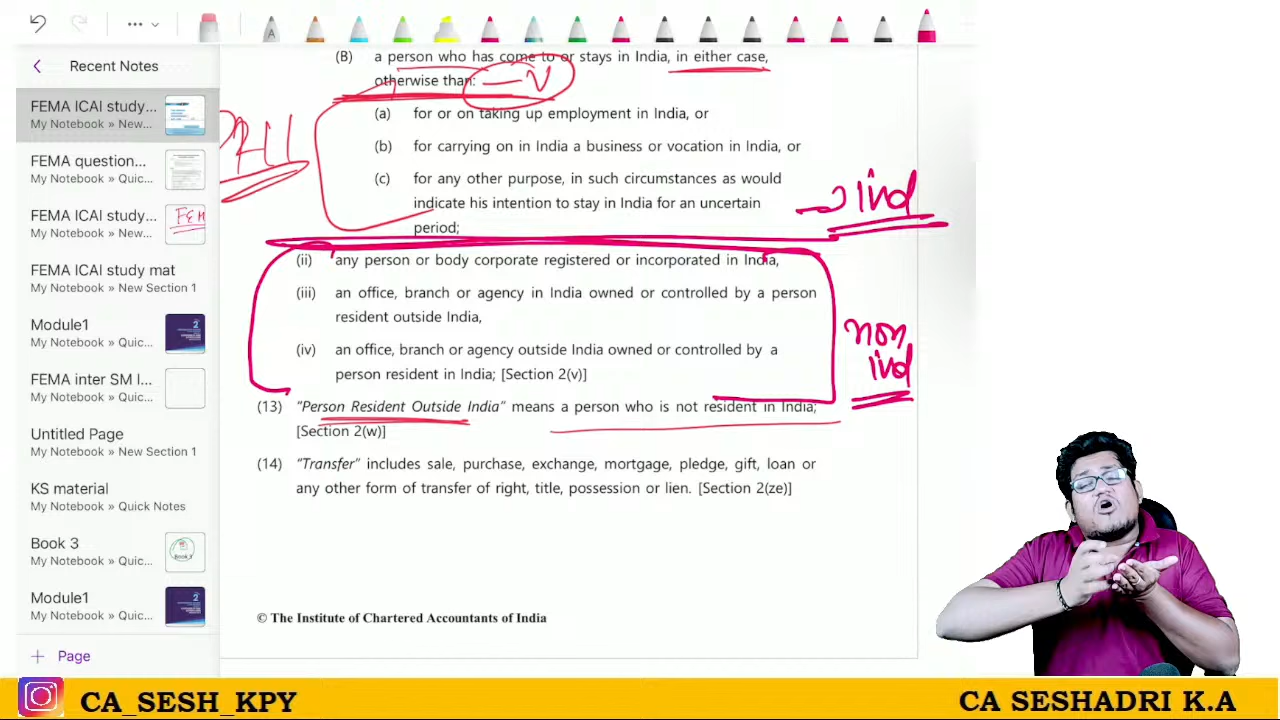 Recent Notes
FEMA ICAI study...
My Notebook » New...
FEMA question...
My Notebook » Quic...
FEMA ICAI study...
My Notebook » New...
FEMA ICAI study mat
My Notebook » New Section 1
Module1
My Notebook » Quic...
FEMA inter SM I...
My Notebook » Quic...
Untitled Page
My Notebook » New Section 1
KS material
My Notebook » Quick Notes
Book 3
My Notebook » Quic...
Module1
My Notebook » Quic...
+ Page
(B) a person who has come to or stays in India, in either case,
otherwise than:
(a) for or on taking up employment in India, or
(b) for carrying on in India a business or vocation in India, or
(c) for any other purpose, in such circumstances as would
indicate his intention to stay in India for an uncertain
period;
Ind
(ii) any person or body corporate registered or incorporated in India,
(iii) an office, branch or agency in India owned or controlled by a person
resident outside India,
(iv) an office, branch or agency outside India owned or controlled by a
person resident in India; [Section 2(v)]
non
ind
(13) "Person Resident Outside India" means a person who is not resident in India;
[Section 2(w)]
(14) "Transfer" includes sale, purchase, exchange, mortgage, pledge, gift, loan or
any other form of transfer of right, title, possession or lien. [Section 2(ze)]
© The Institute of Chartered Accountants of India
CA_SESH_KPY
CA SESHADRI K.A